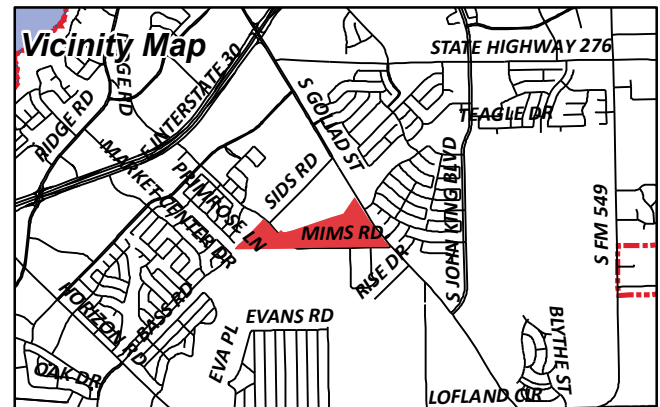 Vicinity Map
STATE HIGHWAY 276
RIDGE RD
INTERSTATE 30
S GOLIAD ST
TEAGLE DR
MARKET CENTER DR
PRIMROSE LN
SIDS RD
S JOHN KING BLVD
S FM 549
MIMS RD
RISE DR
HORIZON RD
BASS RD
EVANS RD
EVA PL
BLYTHE ST
OAK DR
LOFLAND CIR